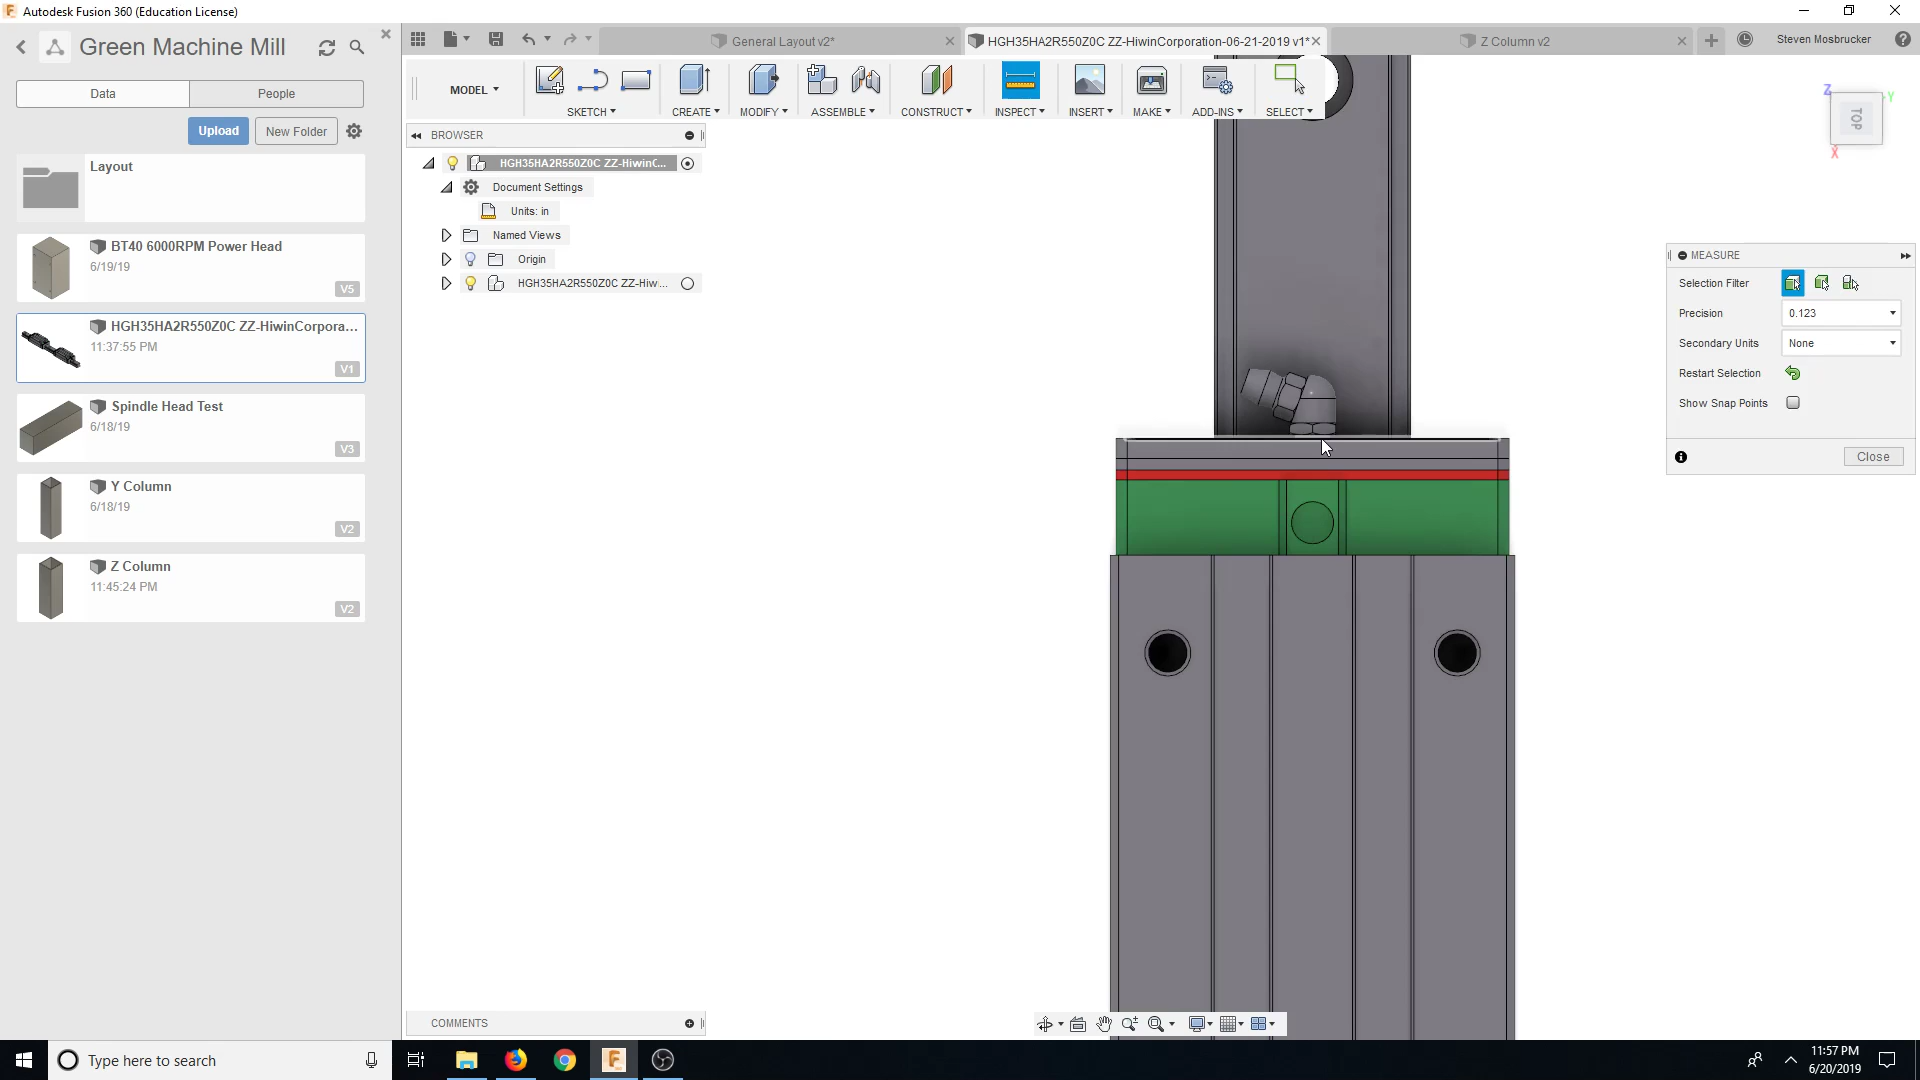 Autodesk Fusion 360 (Education License)
Green Machine Mill
Data
People
Upload
New Folder
Layout
BT40 6000RPM Power Head
6/19/19
V5
HGH35HA2R550Z0C ZZ-HiwinCorpora...
11:37:55 PM
V1
Spindle Head Test
6/18/19
V3
Y Column
6/18/19
V2
Z Column
11:45:24 PM
V2
General Layout v2*
HGH35HA2R550Z0C ZZ-HiwinCorporation-06-21-2019 v1*
Z Column v2
Steven Mosbrucker
MODEL
SKETCH
CREATE
MODIFY
ASSEMBLE
CONSTRUCT
INSPECT
INSERT
MAKE
ADD-INS
SELECT
BROWSER
HGH35HA2R550Z0C ZZ-HiwinC...
Document Settings
Units: in
Named Views
Origin
HGH35HA2R550Z0C ZZ-Hiw...
Z
Y
TOP
X
MEASURE
Selection Filter
Precision
0.123
Secondary Units
None
Restart Selection
Show Snap Points
Close
COMMENTS
Type here to search
11:57 PM
6/20/2019